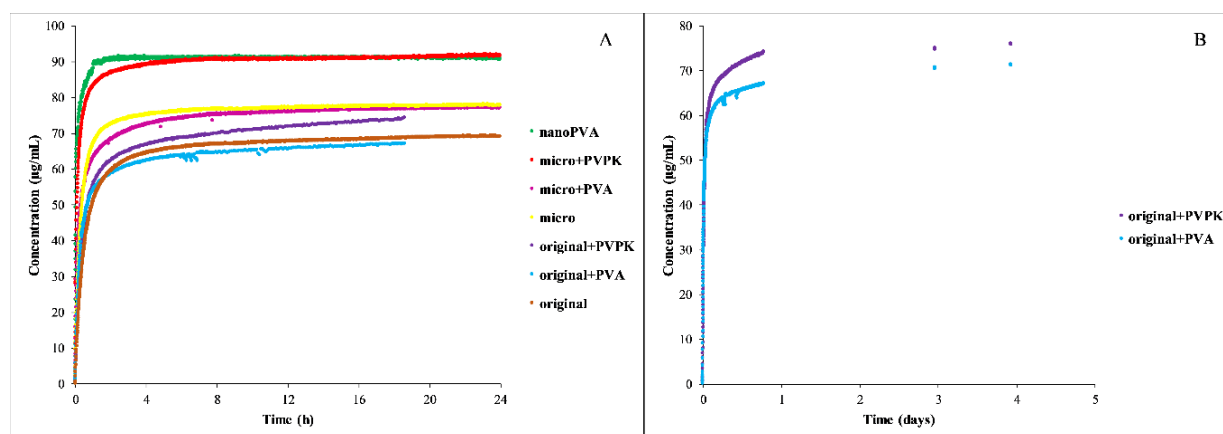 A
Concentration (µg/mL)
100
90
80
70
60
50
40
30
20
10
0
0 4 8 12 16 20 24
Time (h)
nanoPVA
micro+PVPK
micro+PVA
micro
original+PVPK
original+PVA
original
B
Concentration (µg/mL)
80
70
60
50
40
30
20
10
0
0 1 2 3 4 5
Time (days)
original+PVPK
original+PVA